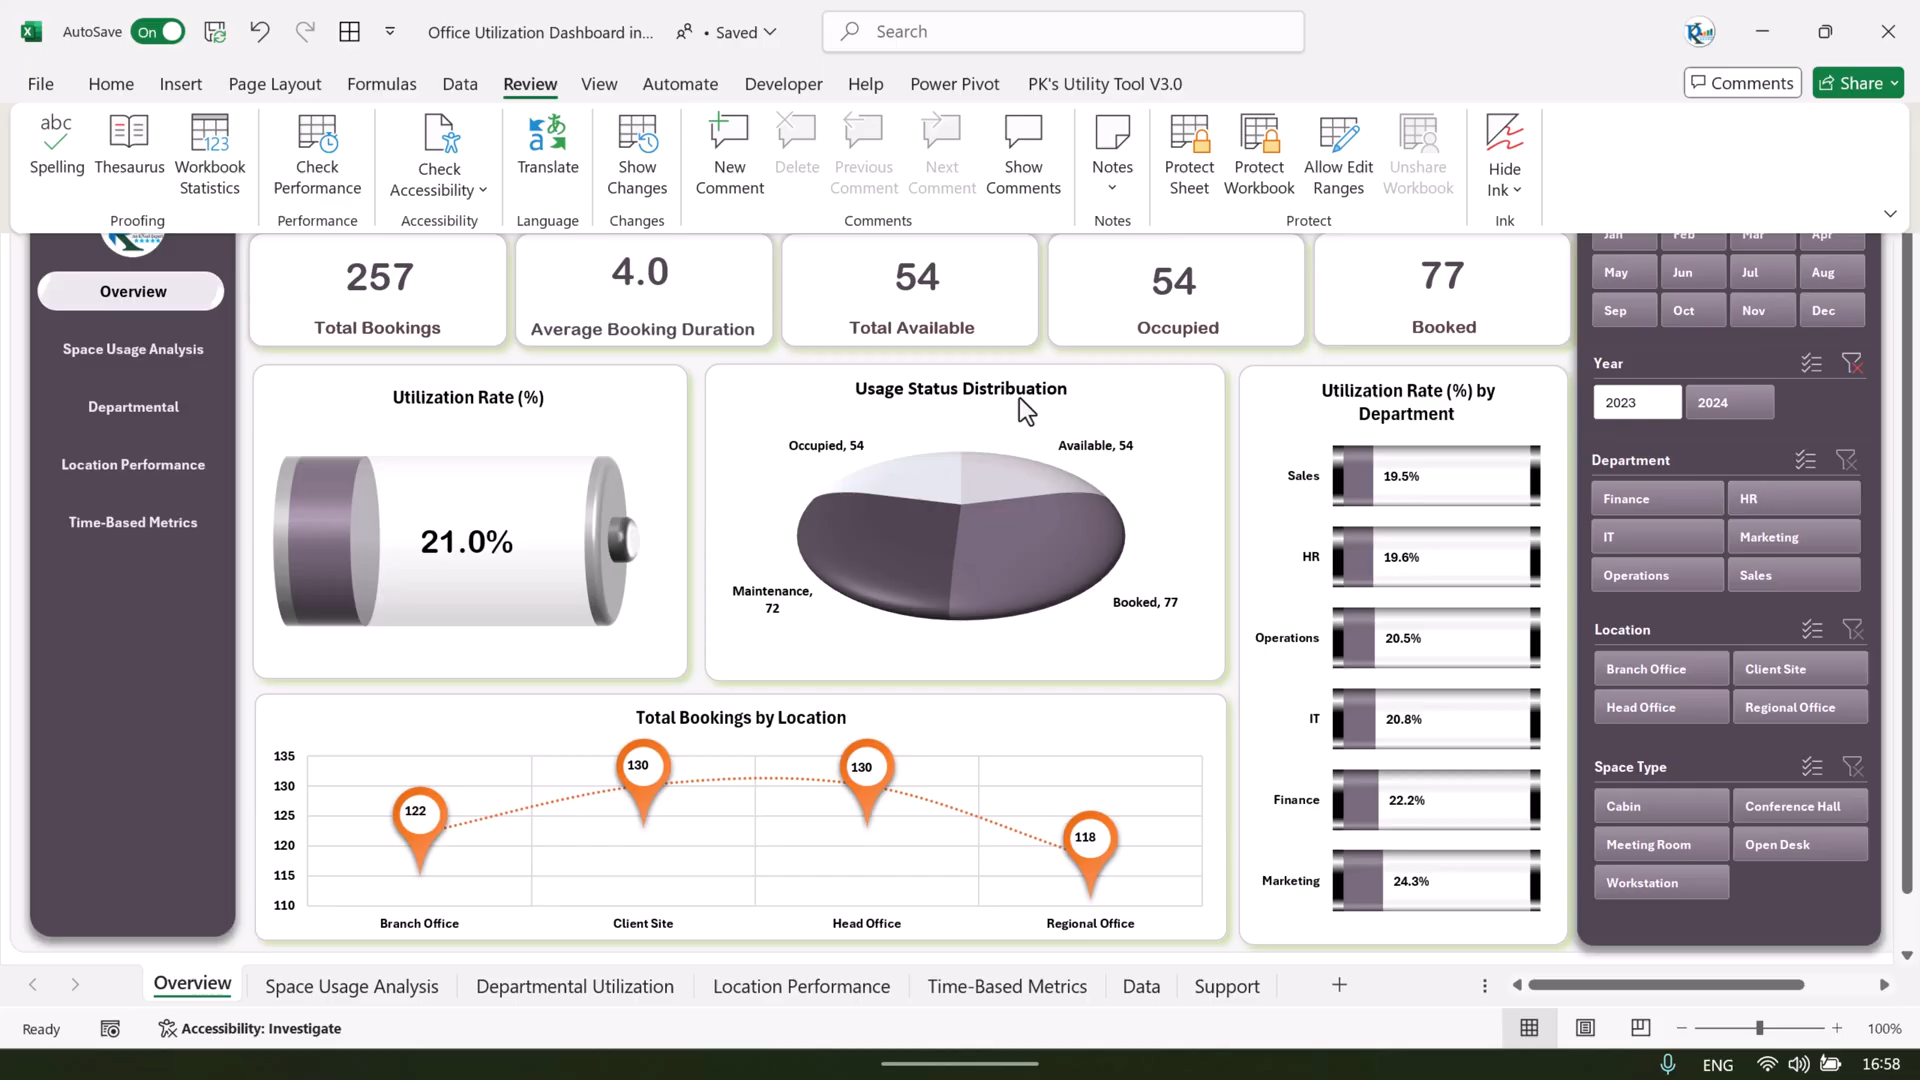 AutoSave On Office Utilization Dashboard in... • Saved Search
File Home Insert Page Layout Formulas Data Review View Automate Developer Help Power Pivot PK's Utility Tool V3.0 Comments Share
abc
123
Spelling Thesaurus Workbook Statistics Check Performance Check Accessibility Translate Show Changes New Comment Delete Previous Comment Next Comment Show Comments Notes Protect Sheet Protect Workbook Allow Edit Ranges Unshare Workbook Hide Ink
Proofing Performance Accessibility Language Changes Comments Notes Protect Ink
Overview
Space Usage Analysis
Departmental
Location Performance
Time-Based Metrics
257
Total Bookings
4.0
Average Booking Duration
54
Total Available
54
Occupied
77
Booked
Utilization Rate (%)
21.0%
Usage Status Distribuation
Occupied, 54
Available, 54
Maintenance,
72
Booked, 77
Utilization Rate (%) by
Department
Sales 19.5%
HR 19.6%
Operations 20.5%
IT 20.8%
Finance 22.2%
Marketing 24.3%
Total Bookings by Location
135
130
125
120
115
110
122
130
130
118
Branch Office Client Site Head Office Regional Office
Jan Feb Mar Apr
May Jun Jul Aug
Sep Oct Nov Dec
Year
2023 2024
Department
Finance HR
IT Marketing
Operations Sales
Location
Branch Office Client Site
Head Office Regional Office
Space Type
Cabin Conference Hall
Meeting Room Open Desk
Workstation
Overview Space Usage Analysis Departmental Utilization Location Performance Time-Based Metrics Data Support
Ready Accessibility: Investigate 100%
ENG 16:58